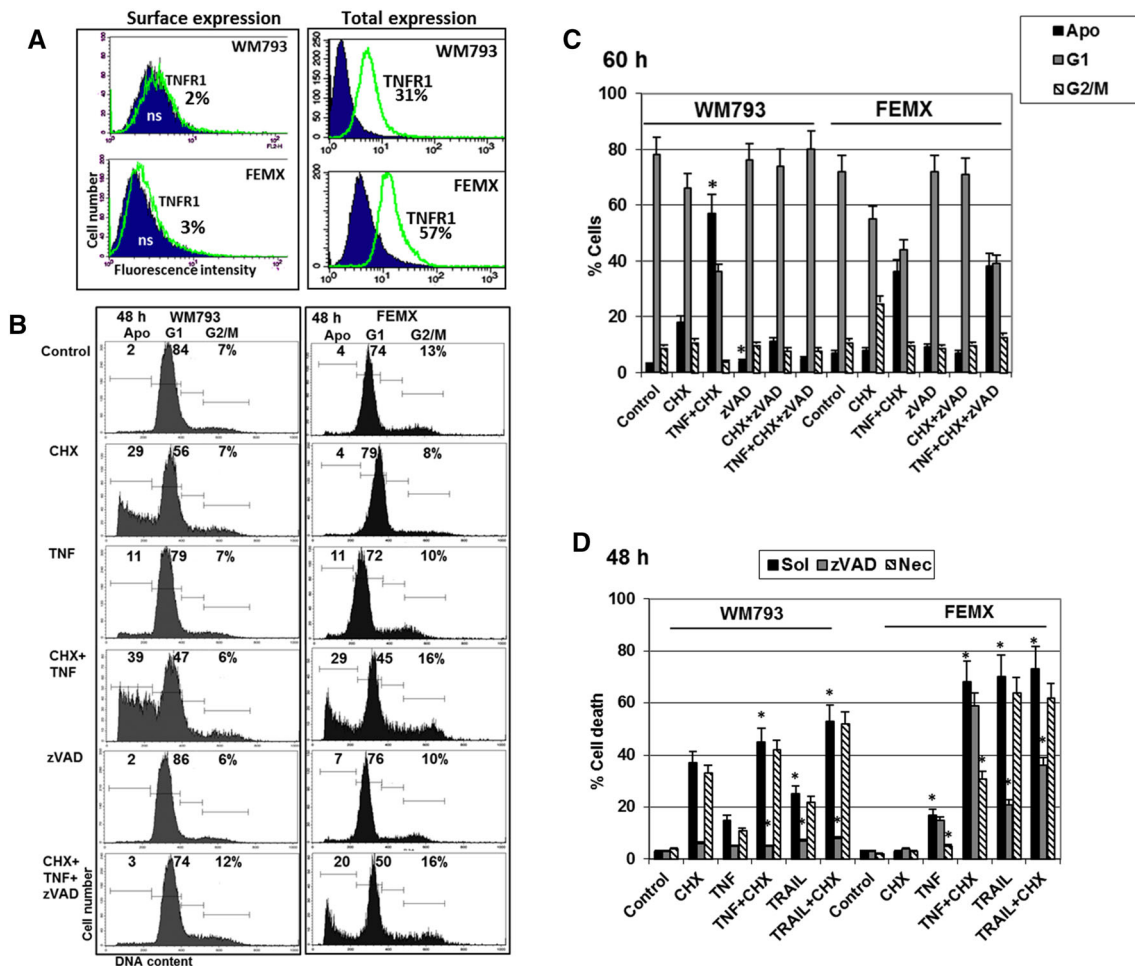 A
Surface expression
Total expression
WM793
TNFR1
2%
ns
FEMX
TNFR1
3%
ns
Cell number
Fluorescence intensity
WM793
TNFR1
31%
FEMX
TNFR1
57%
B
48 h WM793
Apo G1 G2/M
48 h FEMX
Apo G1 G2/M
Control
2 84 7%
4 74 13%
CHX
29 56 7%
4 79 8%
TNF
11 79 7%
11 72 10%
CHX+
TNF
39 47 6%
29 45 16%
zVAD
2 86 6%
7 76 10%
CHX+
TNF+
zVAD
3 74 12%
20 50 16%
Cell number
DNA content
C
60 h
Apo
G1
G2/M
WM793 FEMX
% Cells
100
80
60
40
20
0
* *
Control CHX TNF+CHX zVAD CHX+zVAD TNF+CHX+zVAD Control CHX TNF+CHX zVAD CHX+zVAD TNF+CHX+zVAD
D
48 h
Sol zVAD Nec
WM793 FEMX
% Cell death
100
80
60
40
20
0
* * * * * * * * * * * * * *
Control CHX TNF TNF+CHX TRAIL TRAIL+CHX Control CHX TNF TNF+CHX TRAIL TRAIL+CHX